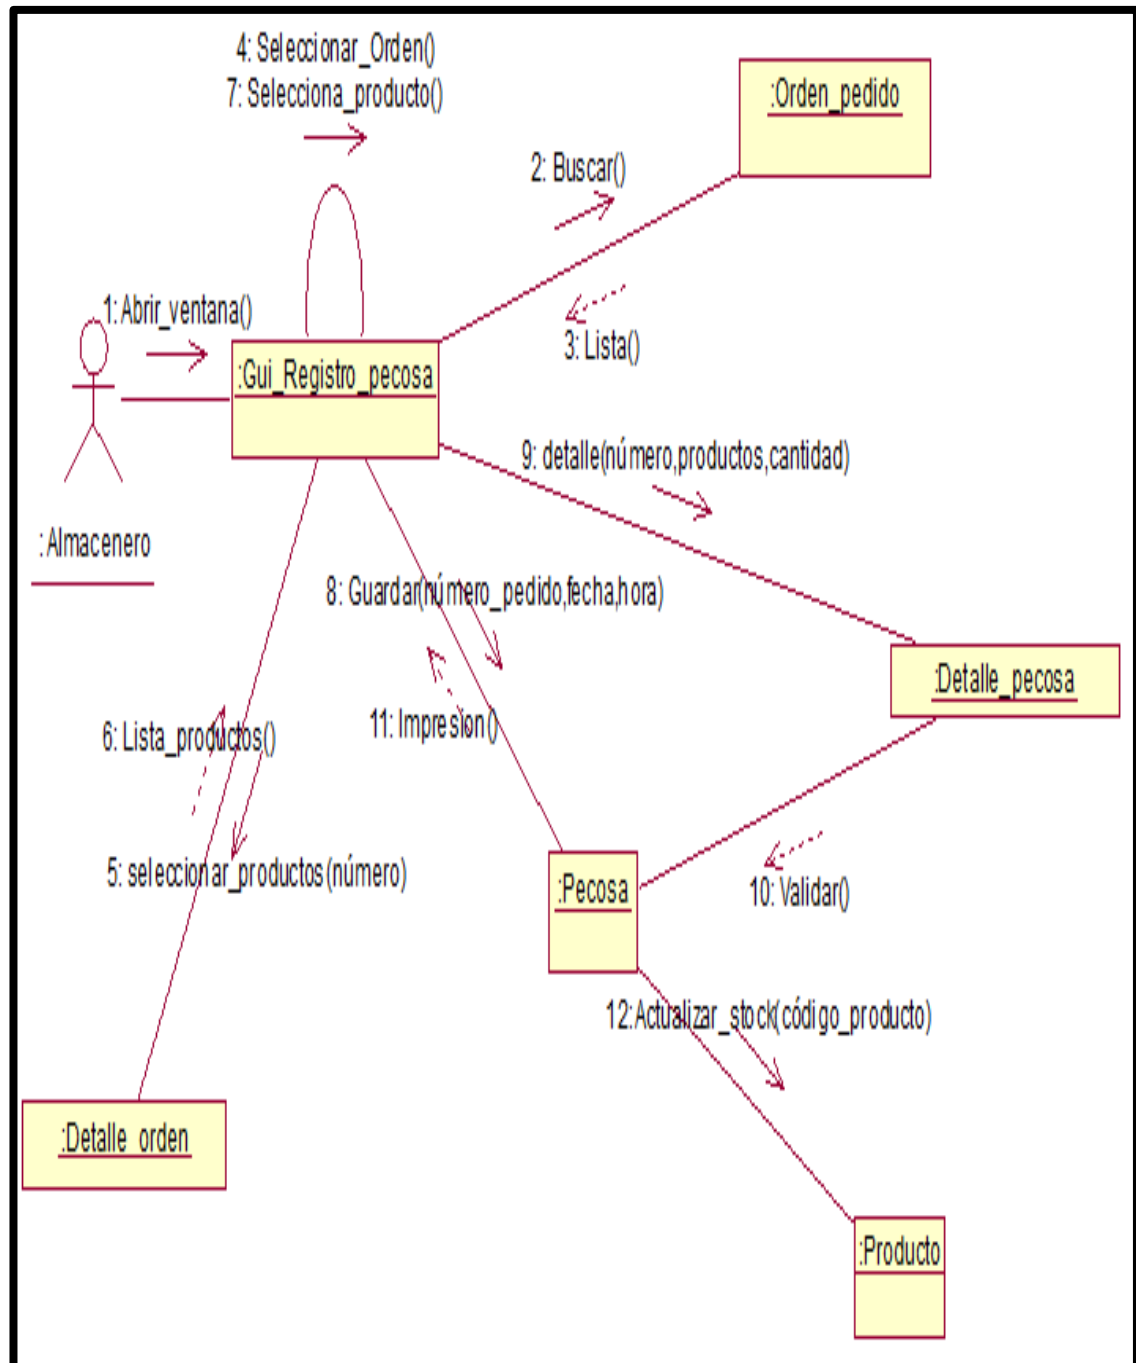 4: Seleccionar_Orden()
7: Selecciona_producto()
:Orden_pedido
2: Buscar()
1: Abrir_ventana()
3: Lista()
:Gui_Registro_pecosa
9: detalle(número,productos,cantidad)
:Almacenero
8: Guardar(número_pedido,fecha,hora)
:Detalle_pecosa
6: Lista_productos()
11: Impresion()
5: seleccionar_productos(número)
:Pecosa
10: Validar()
12:Actualizar_stock(código_producto)
:Detalle_orden
:Producto